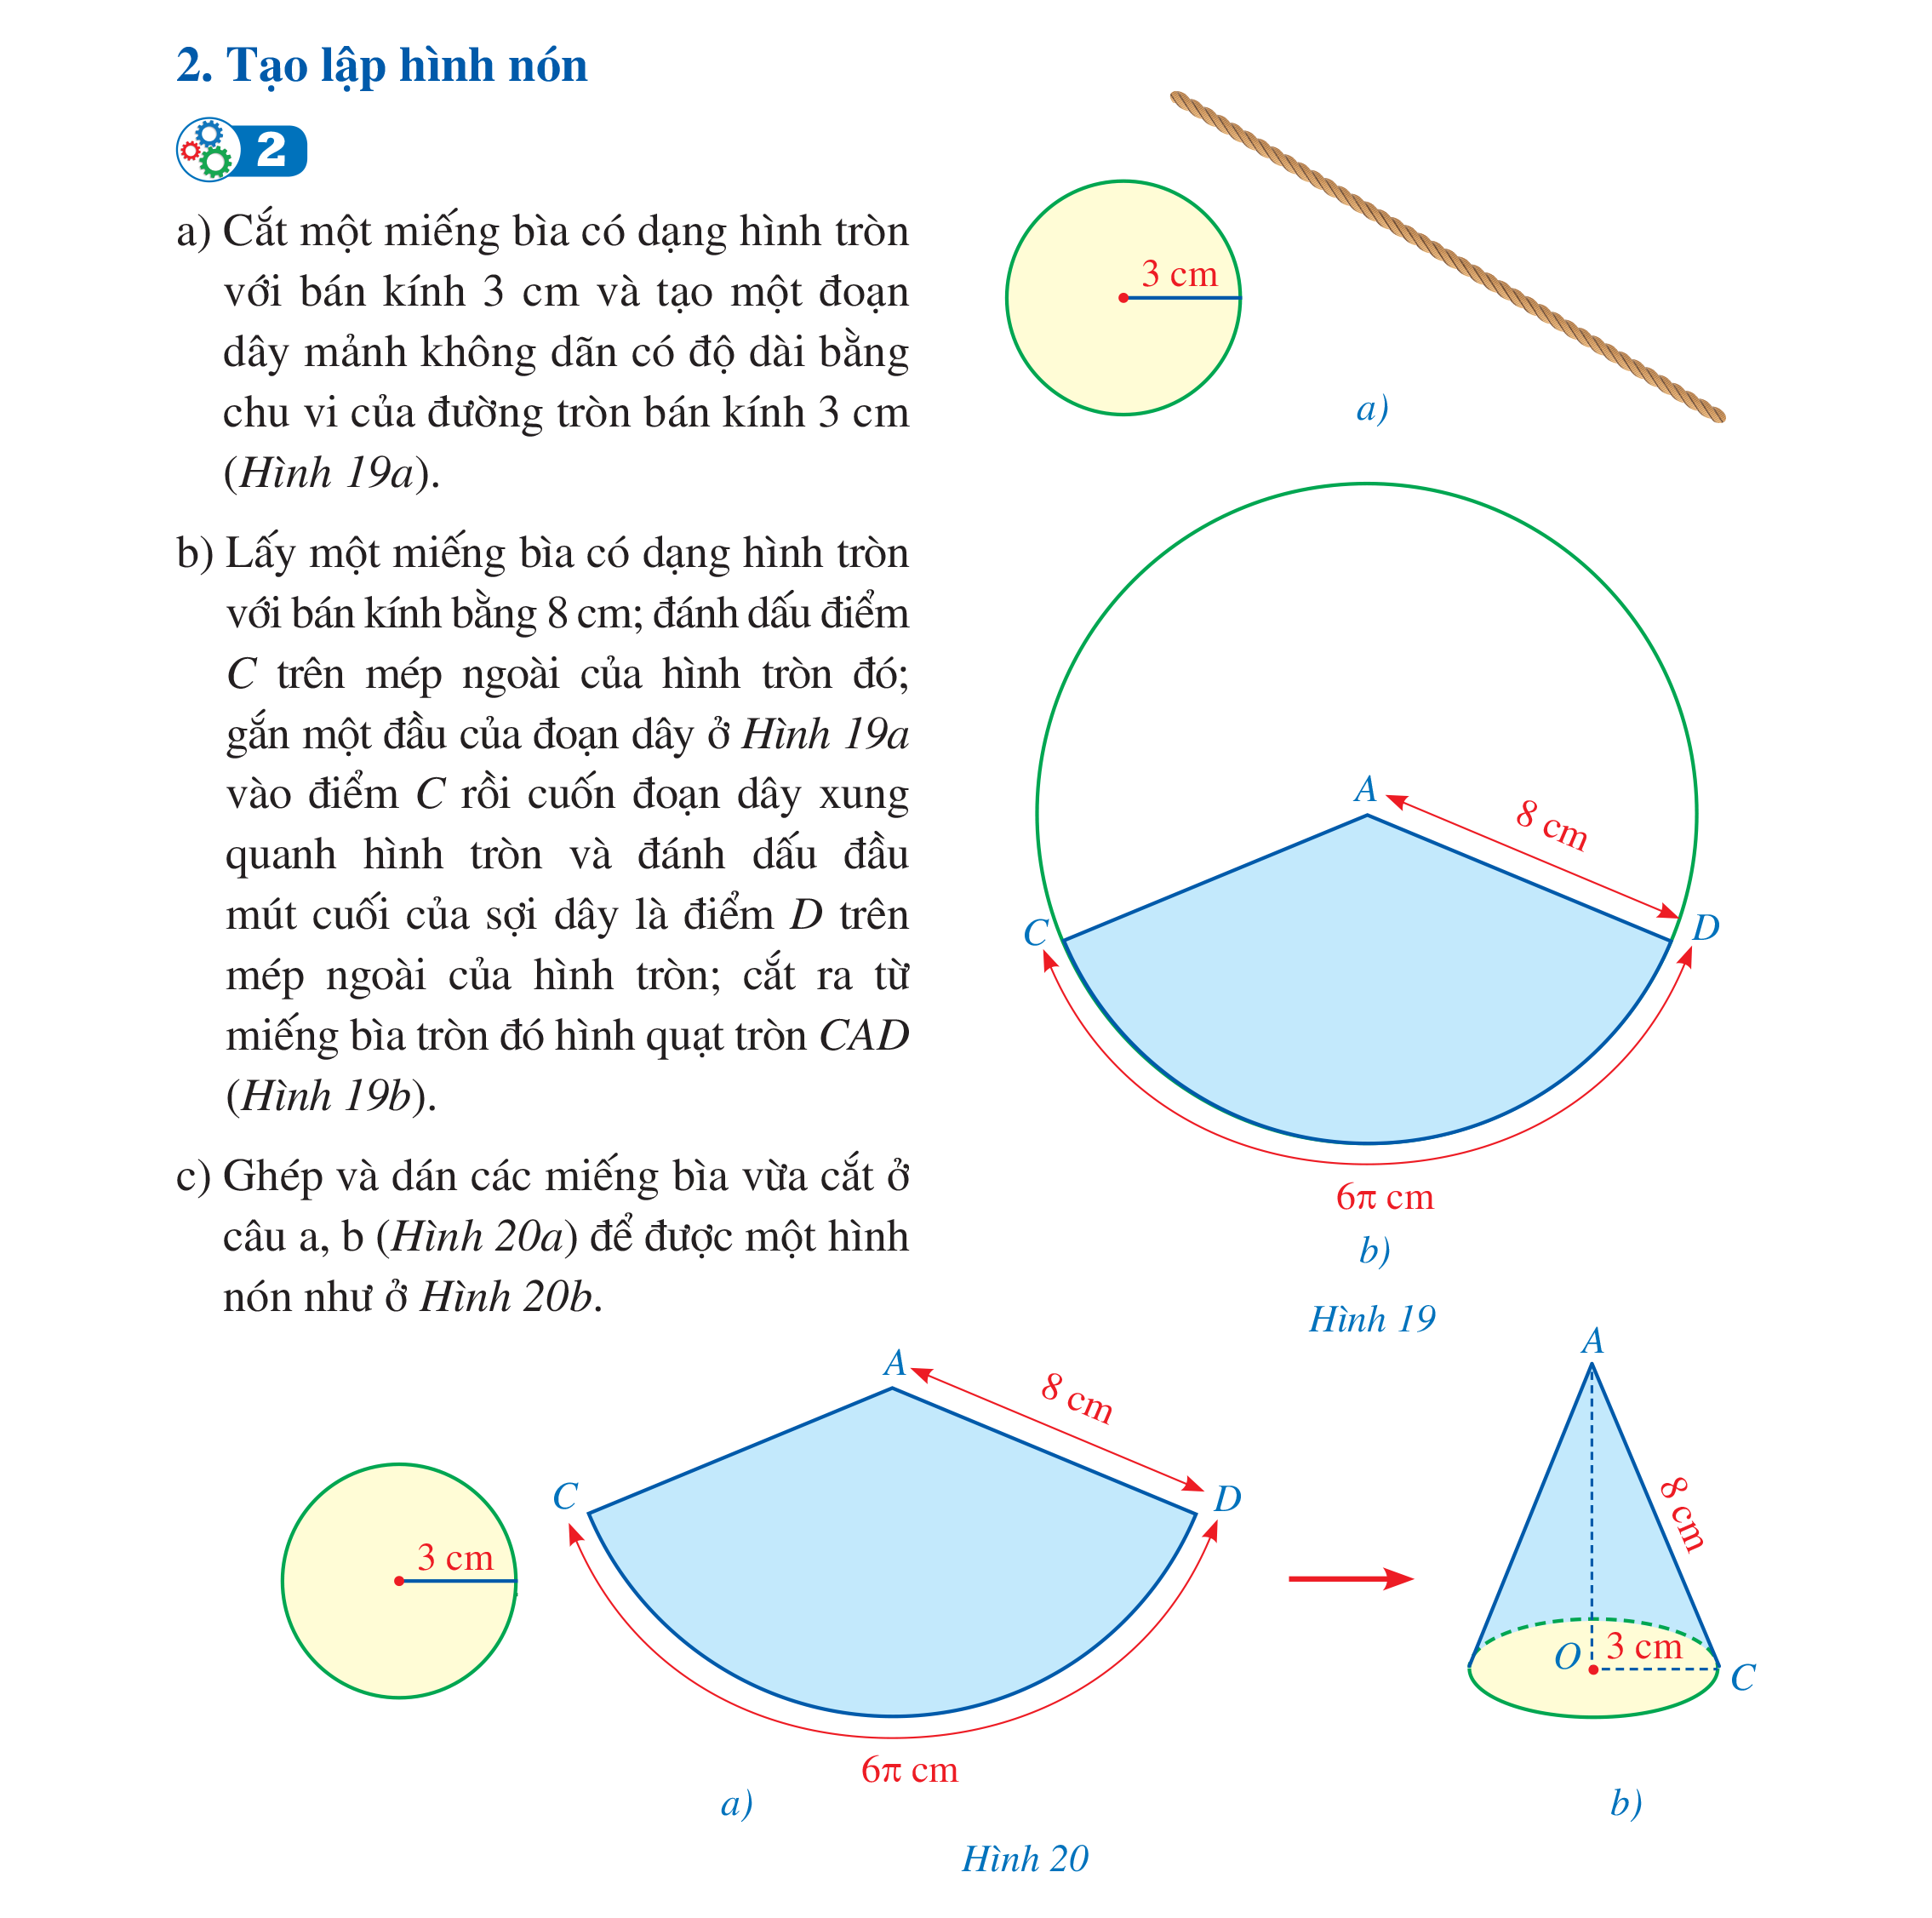 2. Tạo lập hình nón
2
a) Cắt một miếng bìa có dạng hình tròn
với bán kính 3 cm và tạo một đoạn
dây mảnh không dãn có độ dài bằng
chu vi của đường tròn bán kính 3 cm
(Hình 19a).
3 cm
a)
b) Lấy một miếng bìa có dạng hình tròn
với bán kính bằng 8 cm; đánh dấu điểm
C trên mép ngoài của hình tròn đó;
gắn một đầu của đoạn dây ở Hình 19a
vào điểm C rồi cuốn đoạn dây xung
quanh hình tròn và đánh dấu đầu
mút cuối của sợi dây là điểm D trên
mép ngoài của hình tròn; cắt ra từ
miếng bìa tròn đó hình quạt tròn CAD
(Hình 19b).
A
8 cm
C
D
6π cm
b)
Hình 19
c) Ghép và dán các miếng bìa vừa cắt ở
câu a, b (Hình 20a) để được một hình
nón như ở Hình 20b.
3 cm
A
8 cm
C
D
6π cm
a)
A
8 cm
O
3 cm
C
b)
Hình 20